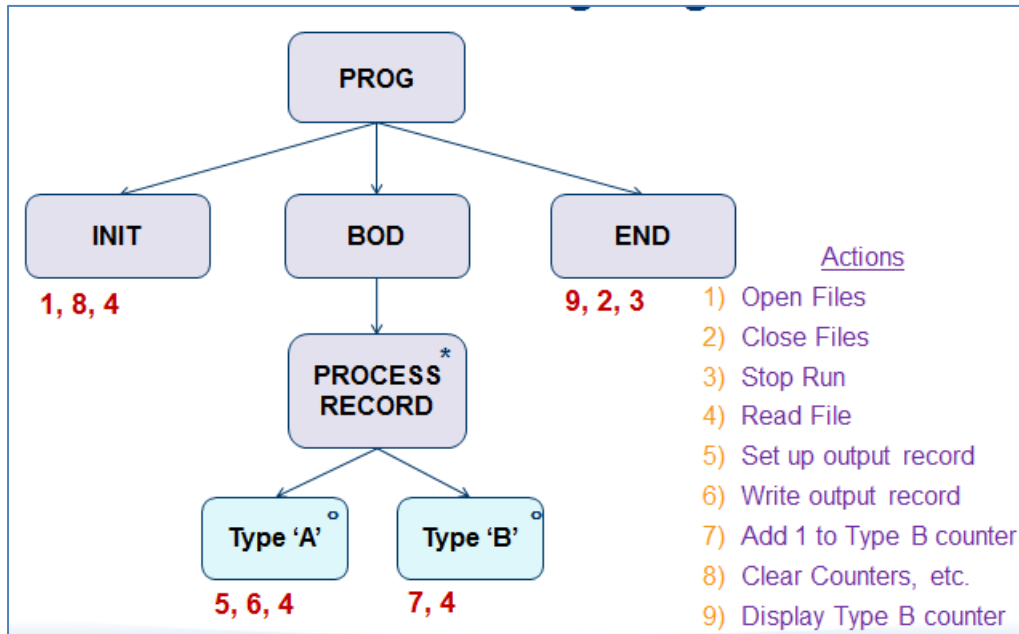 PROG
INIT
BOD
END
1, 8, 4
9, 2, 3
PROCESS *
RECORD
Type ‘A’ o
Type ‘B’ o
5, 6, 4
7, 4
Actions
1) Open Files
2) Close Files
3) Stop Run
4) Read File
5) Set up output record
6) Write output record
7) Add 1 to Type B counter
8) Clear Counters, etc.
9) Display Type B counter